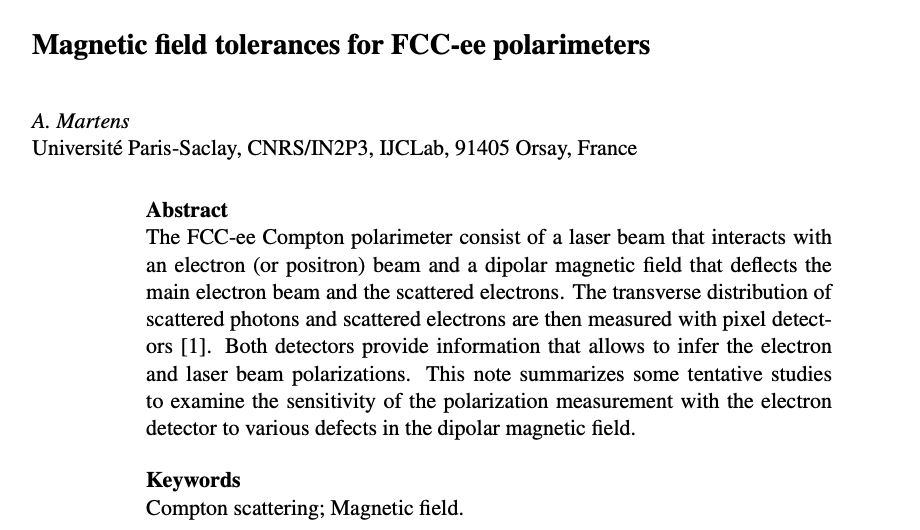 Magnetic field tolerances for FCC-ee polarimeters
A. Martens
Université Paris-Saclay, CNRS/IN2P3, IJCLab, 91405 Orsay, France
Abstract
The FCC-ee Compton polarimeter consist of a laser beam that interacts with
an electron (or positron) beam and a dipolar magnetic field that deflects the
main electron beam and the scattered electrons. The transverse distribution of
scattered photons and scattered electrons are then measured with pixel detect-
ors [1]. Both detectors provide information that allows to infer the electron
and laser beam polarizations. This note summarizes some tentative studies
to examine the sensitivity of the polarization measurement with the electron
detector to various defects in the dipolar magnetic field.
Keywords
Compton scattering; Magnetic field.